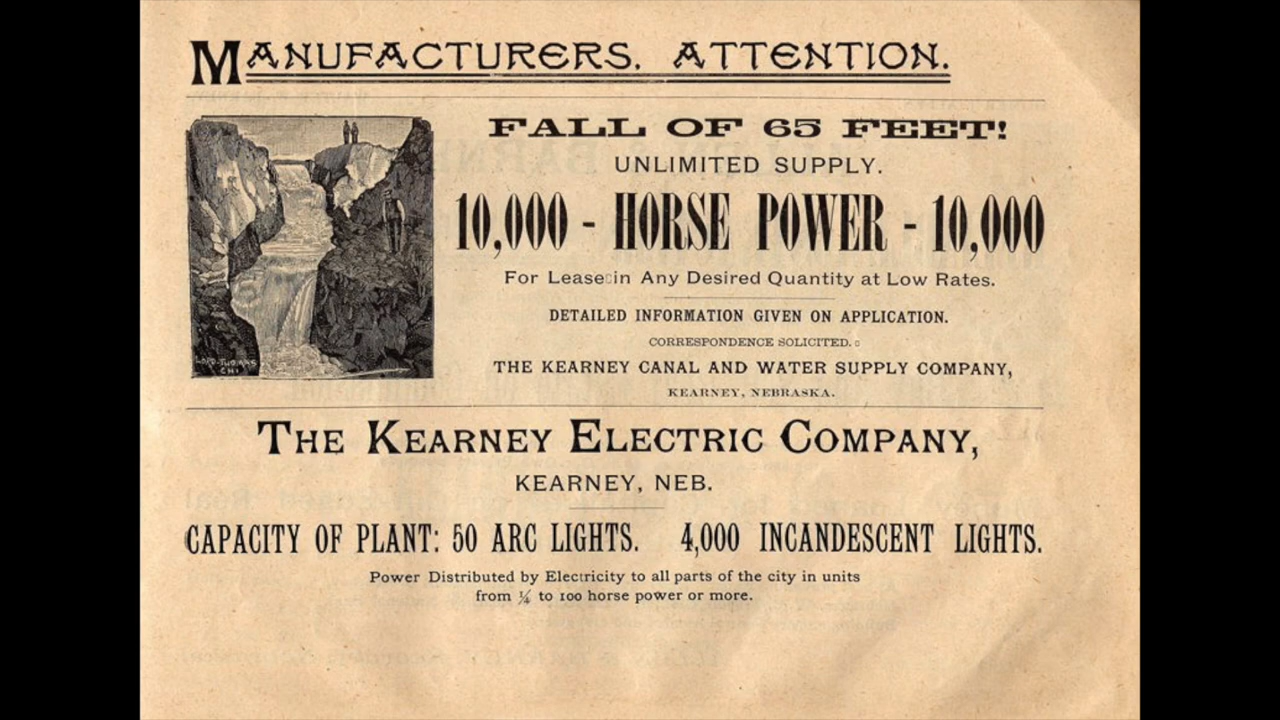 MANUFACTURERS. ATTENTION.
FALL OF 65 FEET!
UNLIMITED SUPPLY.
10,000 - HORSE POWER - 10,000
For Lease in Any Desired Quantity at Low Rates.
DETAILED INFORMATION GIVEN ON APPLICATION.
CORRESPONDENCE SOLICITED.
THE KEARNEY CANAL AND WATER SUPPLY COMPANY,
KEARNEY, NEBRASKA.
THE KEARNEY ELECTRIC COMPANY,
KEARNEY, NEB.
CAPACITY OF PLANT: 50 ARC LIGHTS. 4,000 INCANDESCENT LIGHTS.
Power Distributed by Electricity to all parts of the city in units
from ¼ to 100 horse power or more.